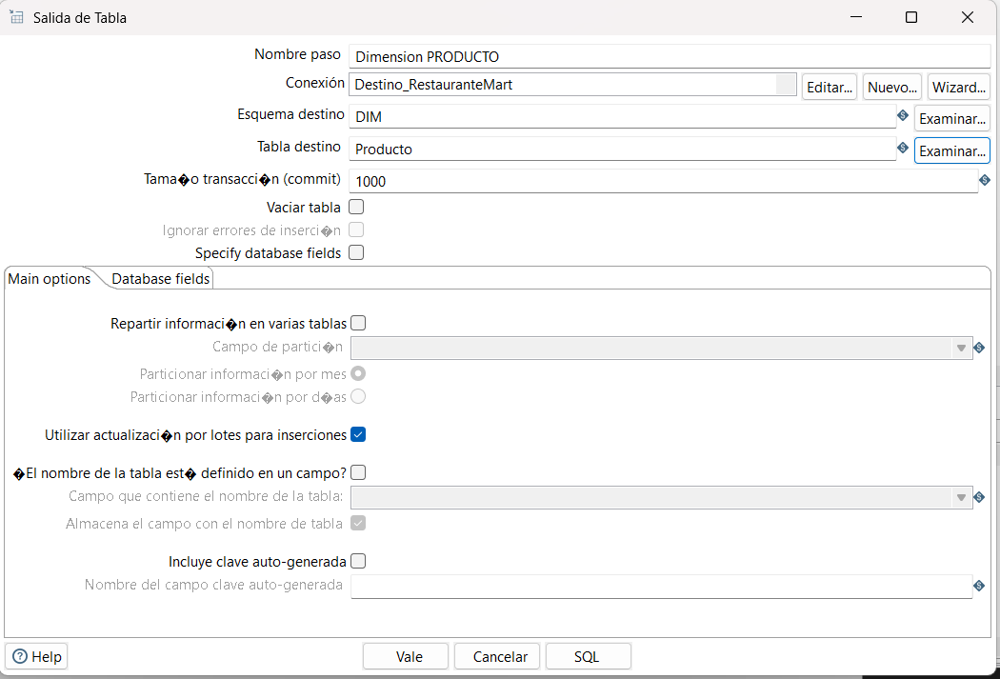 Salida de Tabla
Nombre paso Dimension PRODUCTO
Conexión Destino_RestauranteMart Editar... Nuevo... Wizard...
Esquema destino DIM Examinar...
Tabla destino Producto Examinar...
Tama�o transacci�n (commit) 1000
Vaciar tabla
Ignorar errores de inserci�n
Specify database fields
Main options Database fields
Repartir informaci�n en varias tablas
Campo de partici�n
Particionar informaci�n por mes
Particionar informaci�n por d�as
Utilizar actualizaci�n por lotes para inserciones
�El nombre de la tabla est� definido en un campo?
Campo que contiene el nombre de la tabla:
Almacena el campo con el nombre de tabla
Incluye clave auto-generada
Nombre del campo clave auto-generada
Help Vale Cancelar SQL